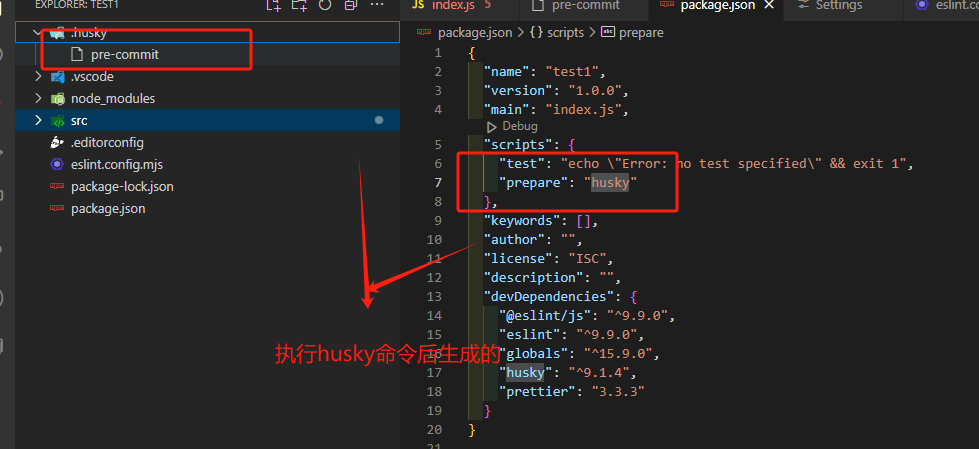 EXPLORER: TEST1
.husky
pre-commit
.vscode
node_modules
src
.editorconfig
eslint.config.mjs
package-lock.json
package.json
JS index.js 5
pre-commit
package.json
Settings
package.json > {} scripts > abc prepare
1 {
2 "name": "test1",
3 "version": "1.0.0",
4 "main": "index.js",
Debug
5 "scripts": {
6 "test": "echo \"Error: no test specified\" && exit 1",
7 "prepare": "husky"
8 },
9 "keywords": [],
10 "author": "",
11 "license": "ISC",
12 "description": "",
13 "devDependencies": {
14 "@eslint/js": "^9.9.0",
15 "eslint": "^9.9.0",
16 "globals": "^15.9.0",
17 "husky": "^9.1.4",
18 "prettier": "3.3.3"
19 }
20 }
21
执行husky命令后生成的